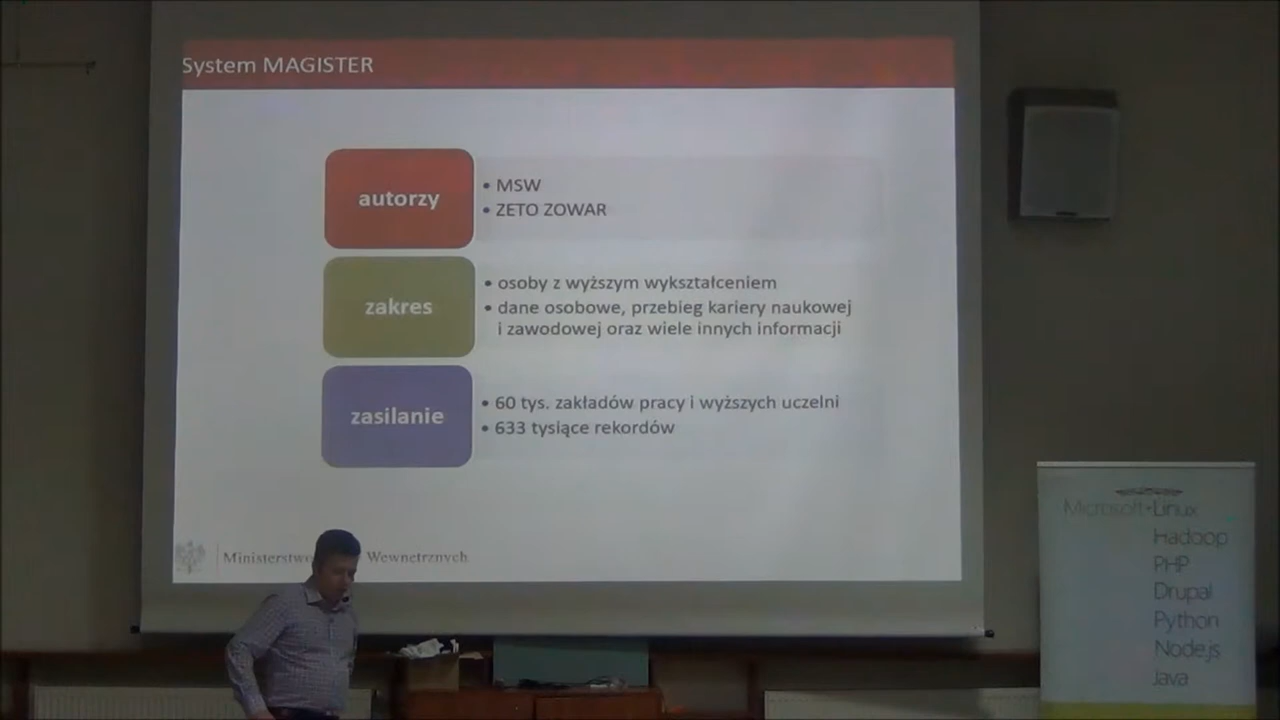 System MAGISTER
autorzy
• MSW
• ZETO ZOWAR
zakres
• osoby z wyższym wykształceniem
• dane osobowe, przebieg kariery naukowej
i zawodowej oraz wiele innych informacji
zasilanie
• 60 tys. zakładów pracy i wyższych uczelni
• 633 tysiące rekordów
Ministerstwo Wewnetrznych
Microsoft+Linux
Hadoop
PHP
Drupal
Python
Node.js
Java